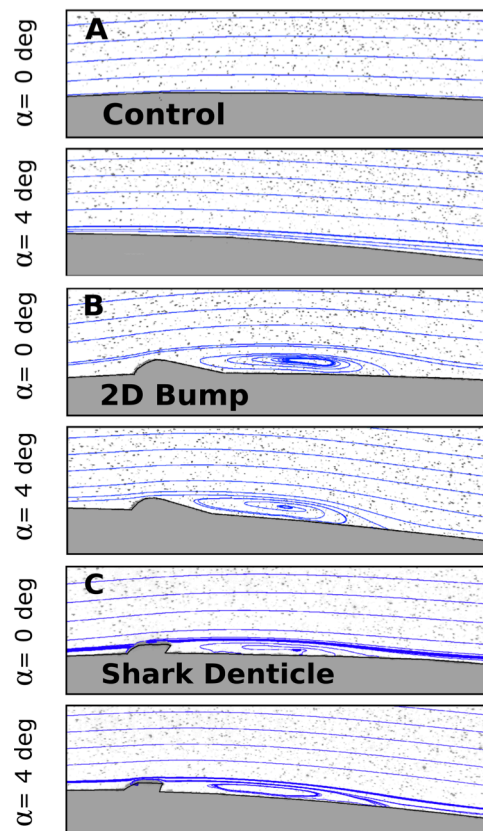 A
α= 0 deg
Control
α= 4 deg
B
α= 0 deg
2D Bump
α= 4 deg
C
α= 0 deg
Shark Denticle
α= 4 deg